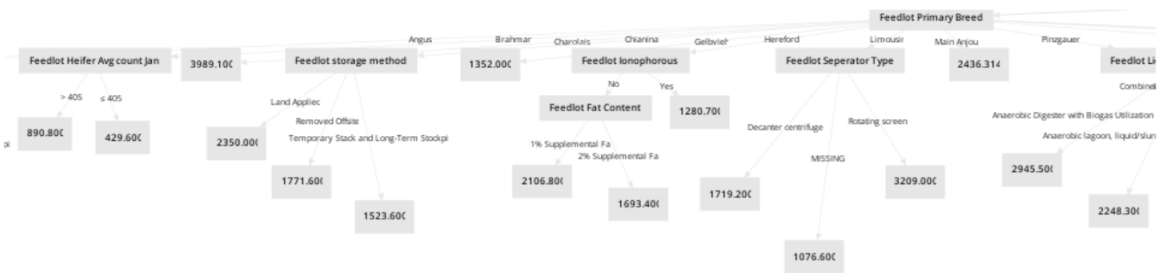 Feedlot Primary Breed
Angus
Brahmar
Charolais
Chianina
Gelbviel
Hereford
Limousir
Main Anjou
Pinzgauer
Feedlot Heifer Avg count Jan
3989.10(
Feedlot storage method
1352.00(
Feedlot Ionophorous
Feedlot Seperator Type
2436.314
Feedlot Li
> 405
≤ 405
Land Appliec
Removed Offsite
Temporary Stack and Long-Term Stockpi
No
Yes
Feedlot Fat Content
1280.70(
Decanter centrifuge
MISSING
Rotating screen
Combined
Anaerobic Digester with Biogas Utilization
Anaerobic lagoon, liquid/slurr
890.80(
429.60(
2350.00(
1771.60(
1523.60(
1% Supplemental Fa
2% Supplemental Fa
2106.80(
1693.40(
1719.20(
1076.60(
3209.00(
2945.50(
2248.30(